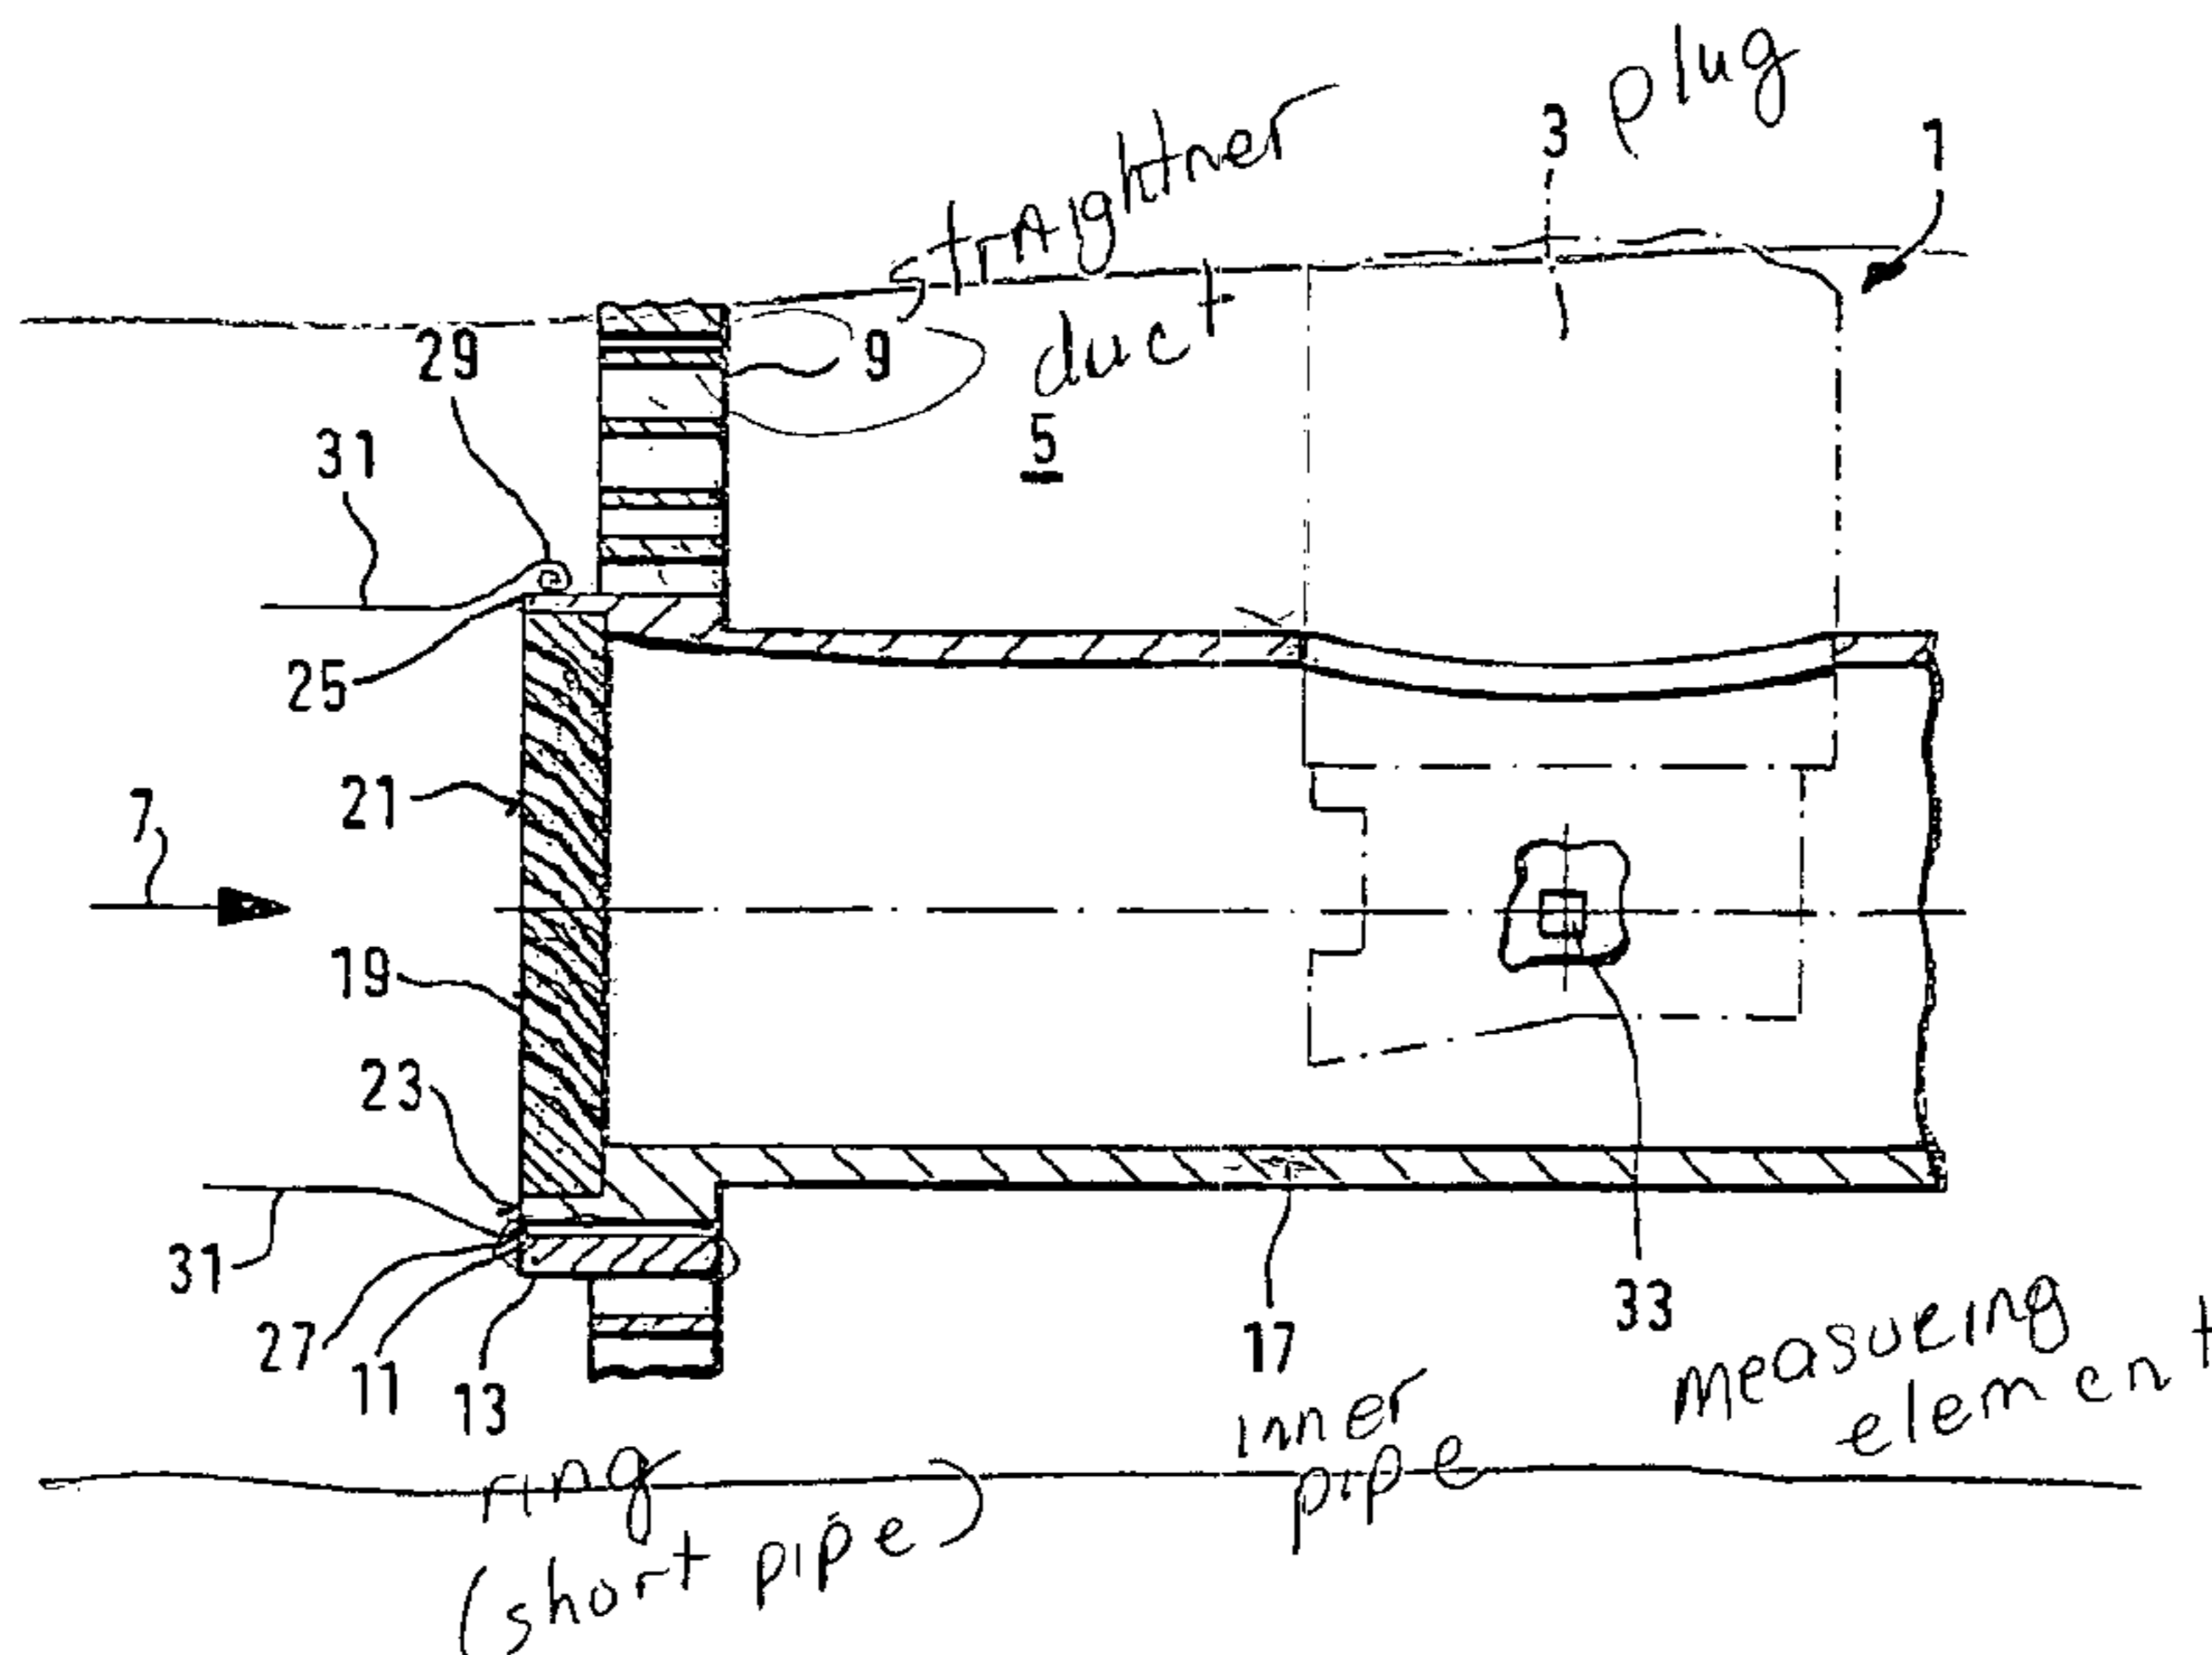 plug
3
1
straightner
29
9
duct
31
5
25
21
7
19
23
31
33
27
11
13
17
measueing
element
inner
pipe
ring
(short pipe)